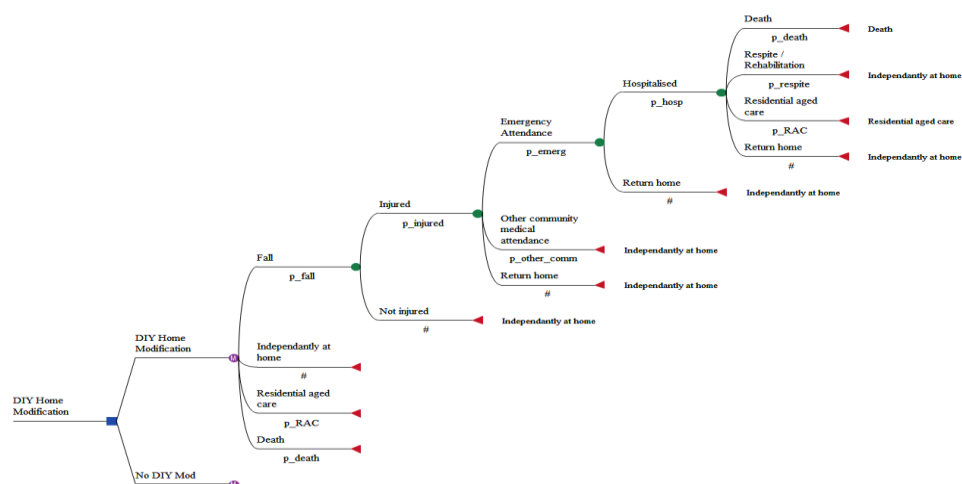 Death
p_death
Death
Respite /
Rehabilitation
p_respite
Independantly at home
Hospitalised
p_hosp
Residential aged
care
p_RAC
Residential aged care
Return home
#
Independantly at home
Emergency
Attendance
p_emerg
Return home
#
Independantly at home
Injured
p_injured
Other community
medical
attendance
p_other_comm
Independantly at home
Return home
#
Independantly at home
Fall
p_fall
Not injured
#
Independantly at home
DIY Home
Modification
M
Independantly at
home
#
Residential aged
care
p_RAC
Death
p_death
DIY Home
Modification
No DIY Mod